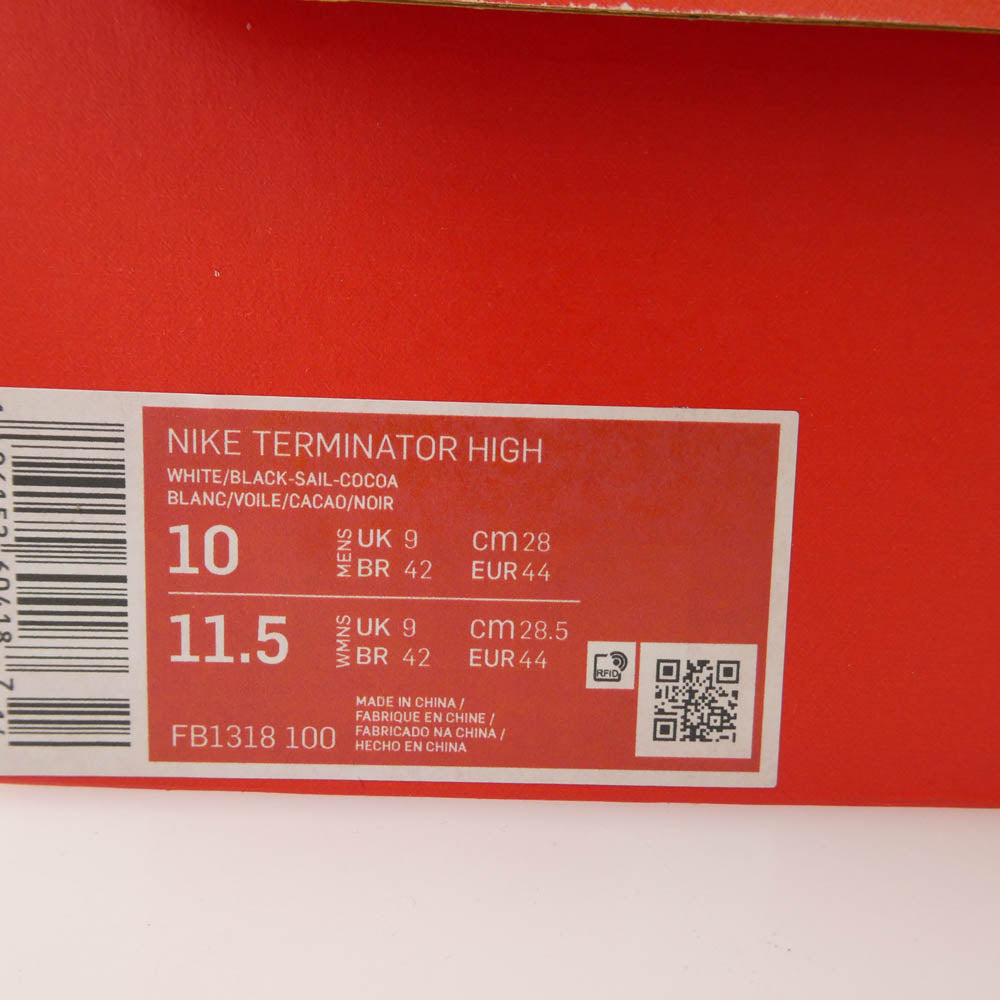 NIKE TERMINATOR HIGH
WHITE/BLACK-SAIL-COCOA
BLANC/VOILE/CACAO/NOIR
10 MENS UK 9 cm 28
BR 42 EUR 44
11.5 WMNS UK 9 cm 28.5
BR 42 EUR 44
RFID
FB1318 100
MADE IN CHINA /
FABRIQUE EN CHINE /
FABRICADO NA CHINA /
HECHO EN CHINA